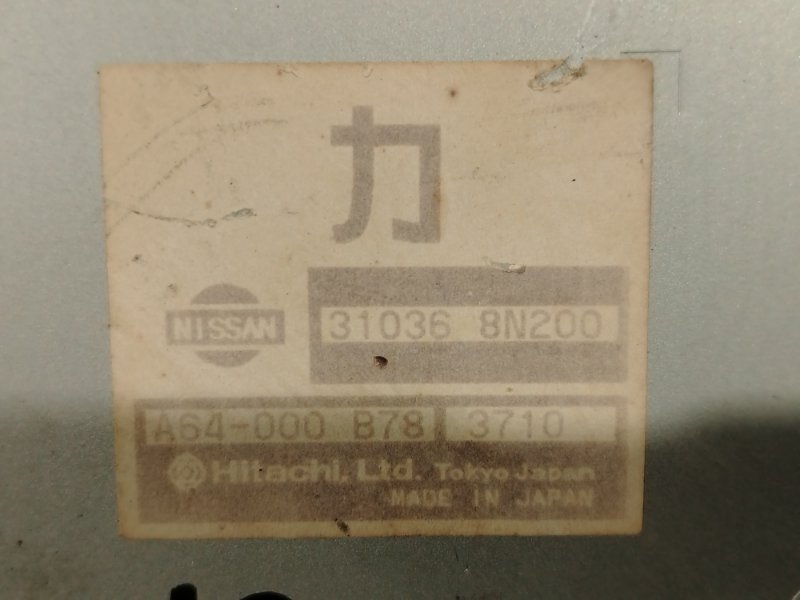 カ
NISSAN
31036 8N200
A64-000 B78 3710
Hitachi, Ltd. Tokyo Japan
MADE IN JAPAN